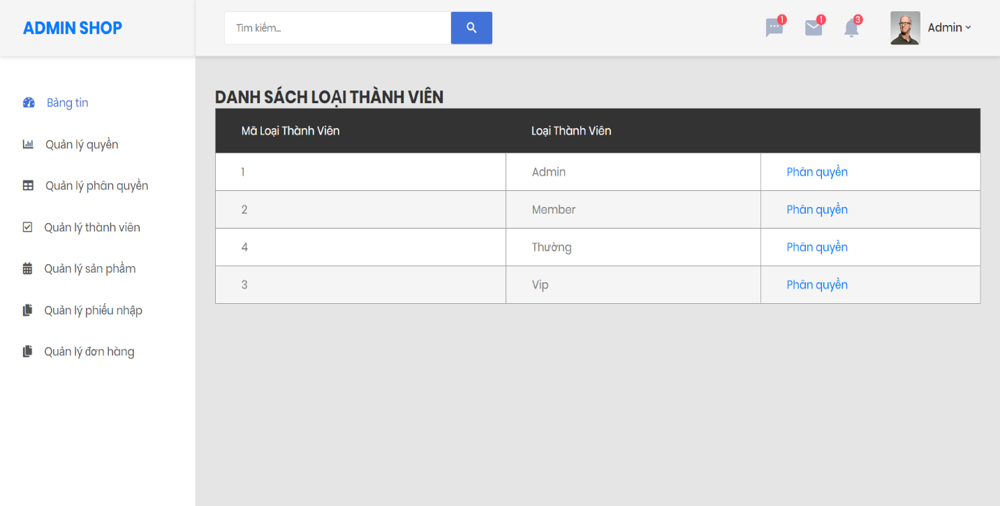 ADMIN SHOP
Tìm kiếm...
1
1
3
Admin
Bảng tin
Quản lý quyền
Quản lý phân quyền
Quản lý thành viên
Quản lý sản phẩm
Quản lý phiếu nhập
Quản lý đơn hàng
DANH SÁCH LOẠI THÀNH VIÊN
Mã Loại Thành Viên Loại Thành Viên
1 Admin Phân quyền
2 Member Phân quyền
4 Thường Phân quyền
3 Vip Phân quyền